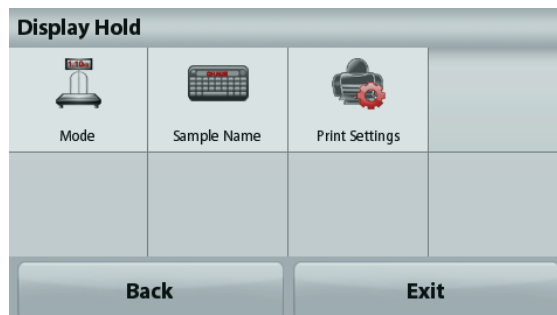 Display Hold
Mode
Sample Name
Print Settings
Back
Exit